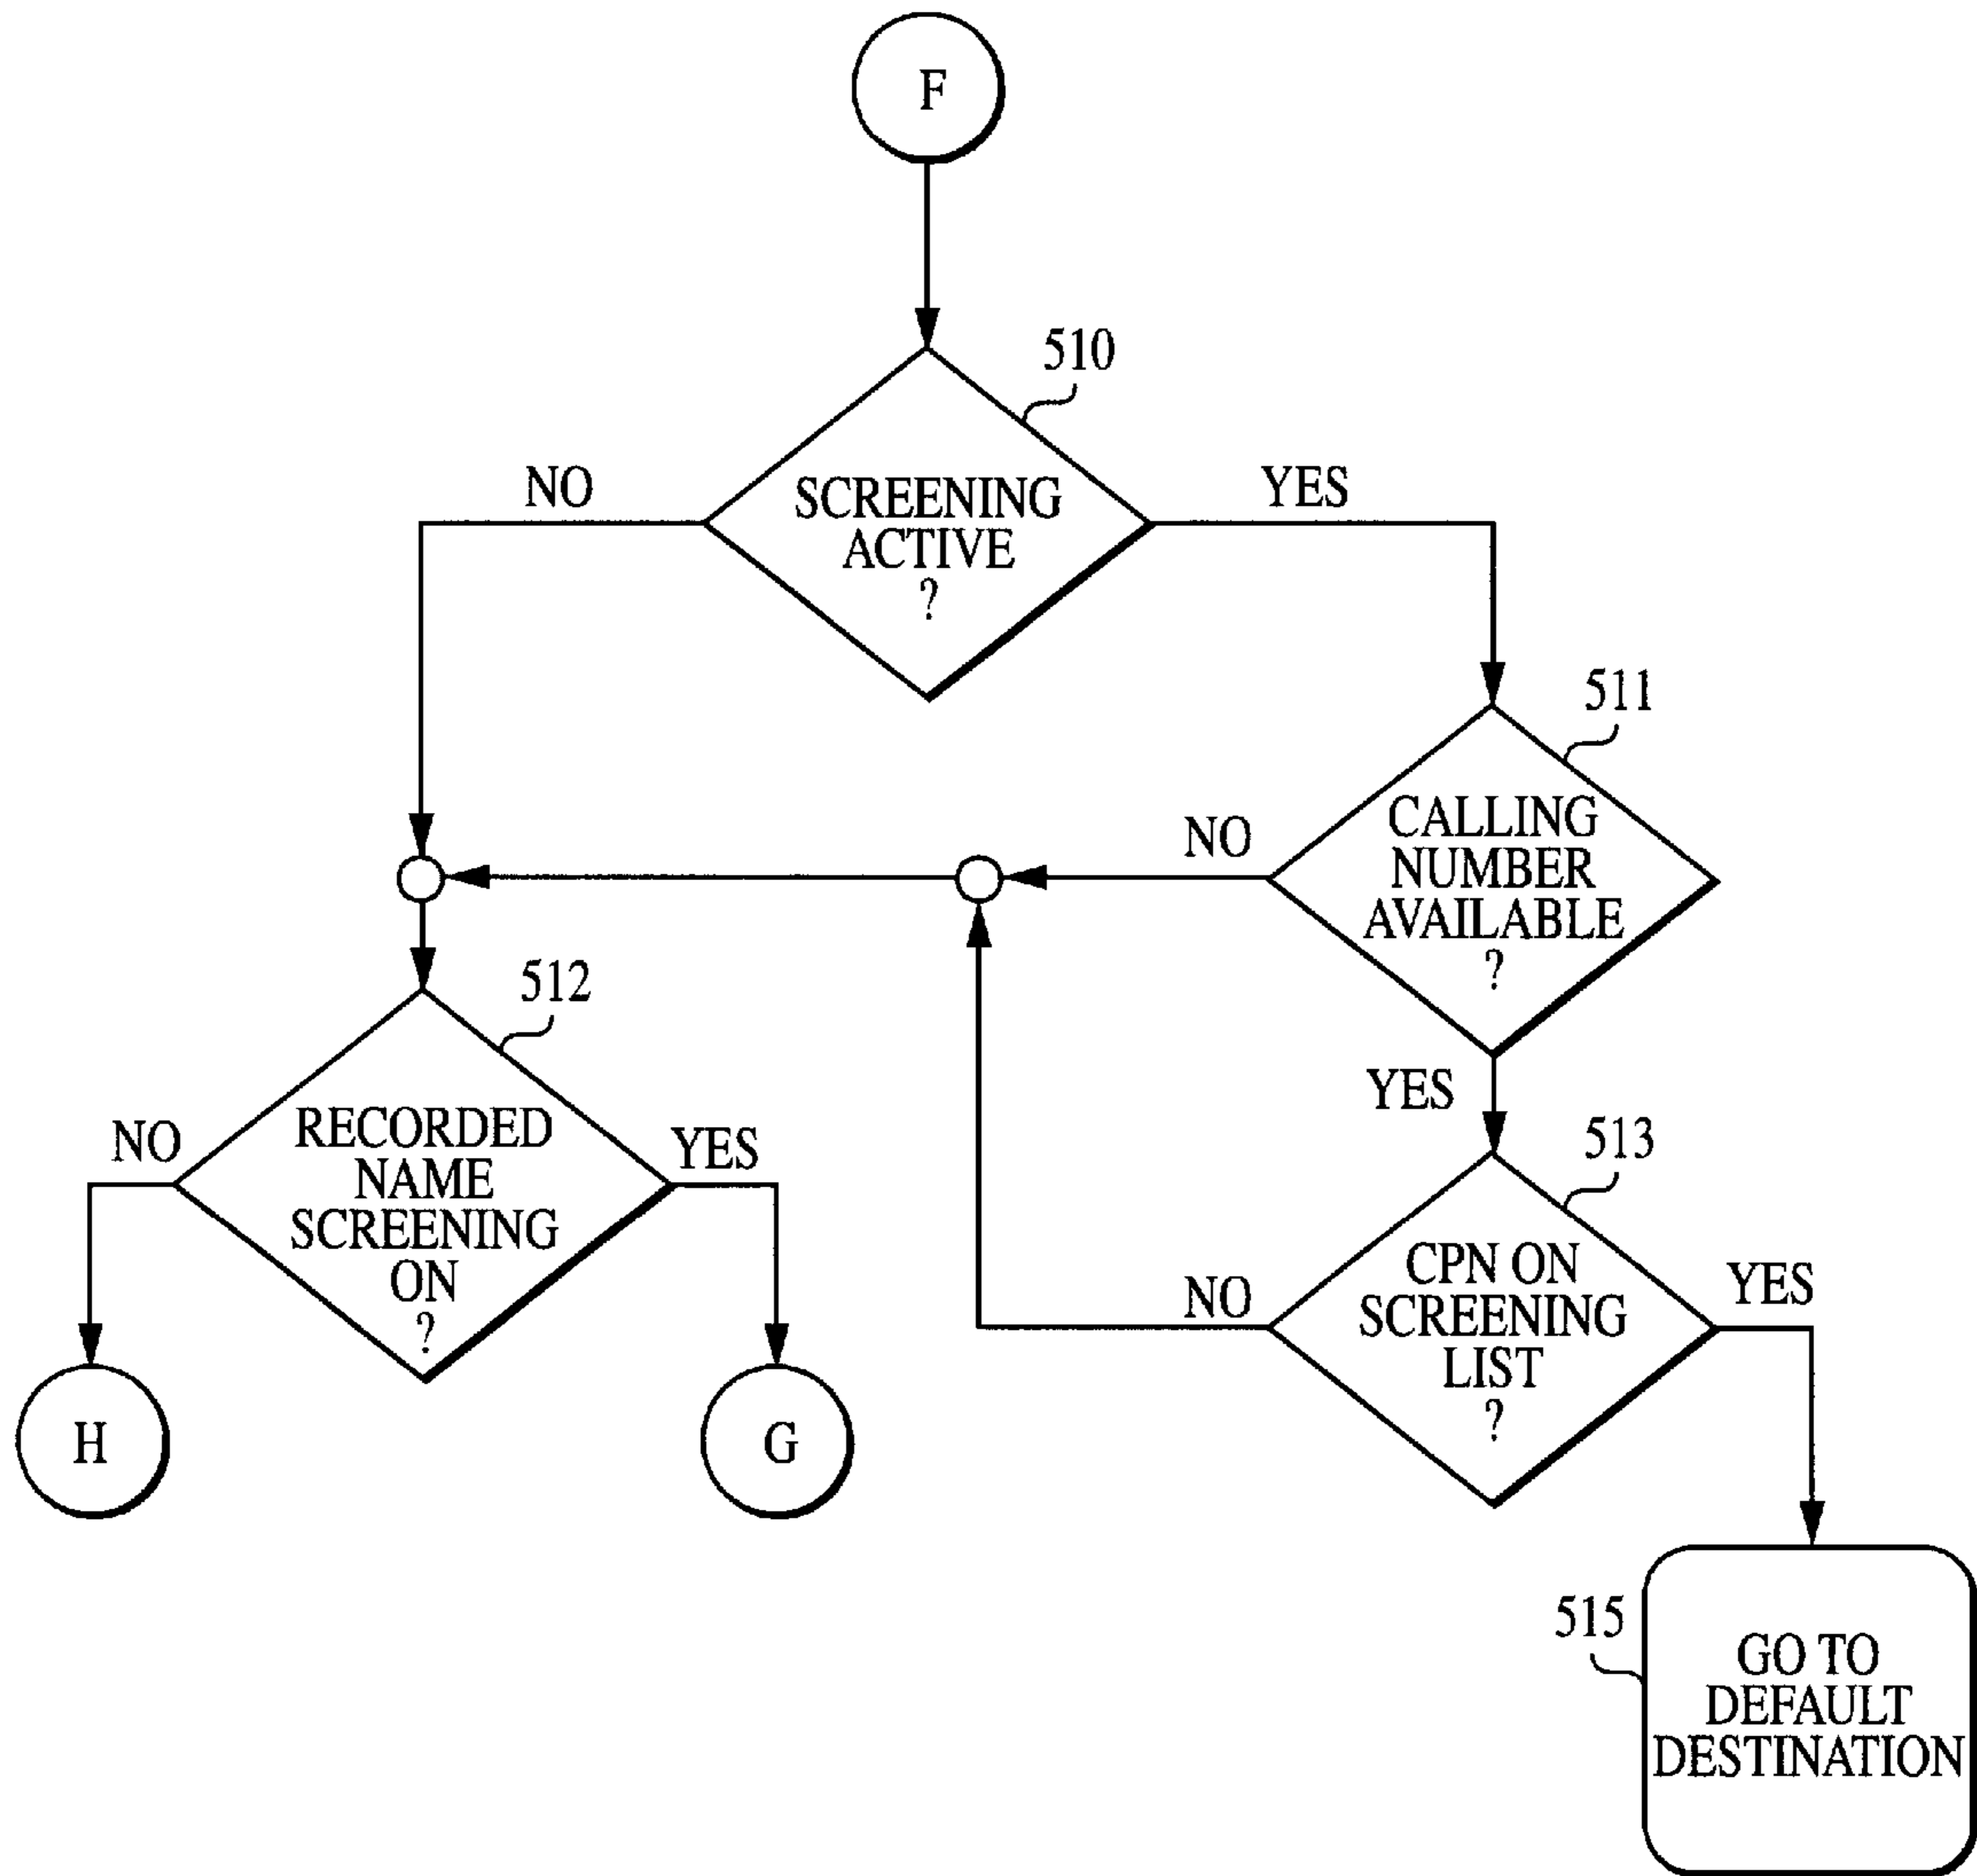 F
510
SCREENING
ACTIVE
?
NO
YES
511
CALLING
NUMBER
AVAILABLE
?
NO
YES
512
RECORDED
NAME
SCREENING
ON
?
NO
YES
513
CPN ON
SCREENING
LIST
?
NO
YES
H
G
515
GO TO
DEFAULT
DESTINATION